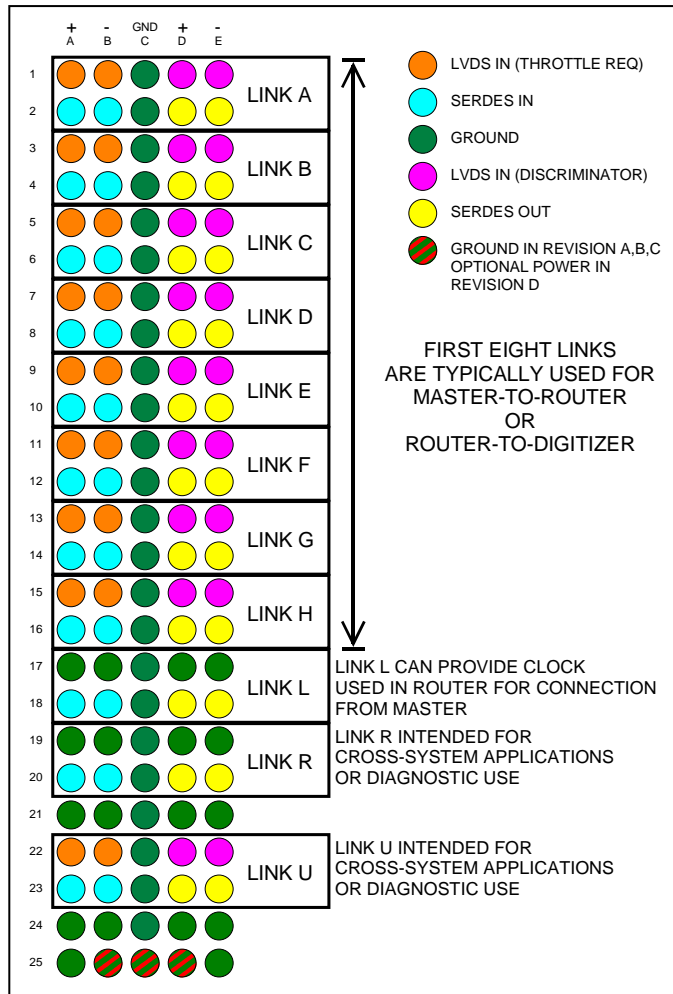 + - GND + -
A B C D E
1
LINK A
2
3
LINK B
4
5
LINK C
6
7
LINK D
8
9
LINK E
10
11
LINK F
12
13
LINK G
14
15
LINK H
16
17
LINK L
18
19
LINK R
20
21
22
LINK U
23
24
25
LVDS IN (THROTTLE REQ)
SERDES IN
GROUND
LVDS IN (DISCRIMINATOR)
SERDES OUT
GROUND IN REVISION A,B,C
OPTIONAL POWER IN
REVISION D
FIRST EIGHT LINKS
ARE TYPICALLY USED FOR
MASTER-TO-ROUTER
OR
ROUTER-TO-DIGITIZER
LINK L CAN PROVIDE CLOCK
USED IN ROUTER FOR CONNECTION
FROM MASTER
LINK R INTENDED FOR
CROSS-SYSTEM APPLICATIONS
OR DIAGNOSTIC USE
LINK U INTENDED FOR
CROSS-SYSTEM APPLICATIONS
OR DIAGNOSTIC USE